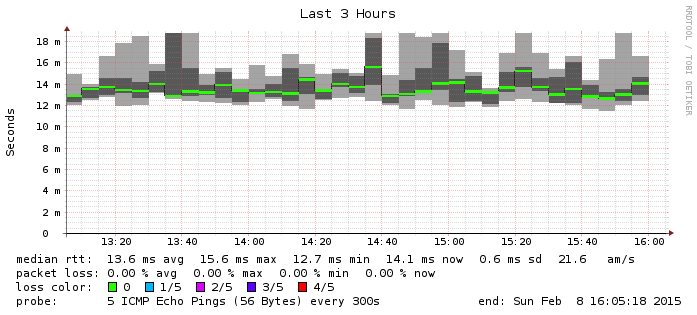 Last 3 Hours
RRDTOOL / TOBI OETIKER
Seconds
18 m
16 m
14 m
12 m
10 m
8 m
6 m
4 m
2 m
0
13:20 13:40 14:00 14:20 14:40 15:00 15:20 15:40 16:00
median rtt: 13.6 ms avg 15.6 ms max 12.7 ms min 14.1 ms now 0.6 ms sd 21.6 am/s
packet loss: 0.00 % avg 0.00 % max 0.00 % min 0.00 % now
loss color: 0 1/5 2/5 3/5 4/5
probe: 5 ICMP Echo Pings (56 Bytes) every 300s end: Sun Feb 8 16:05:18 2015